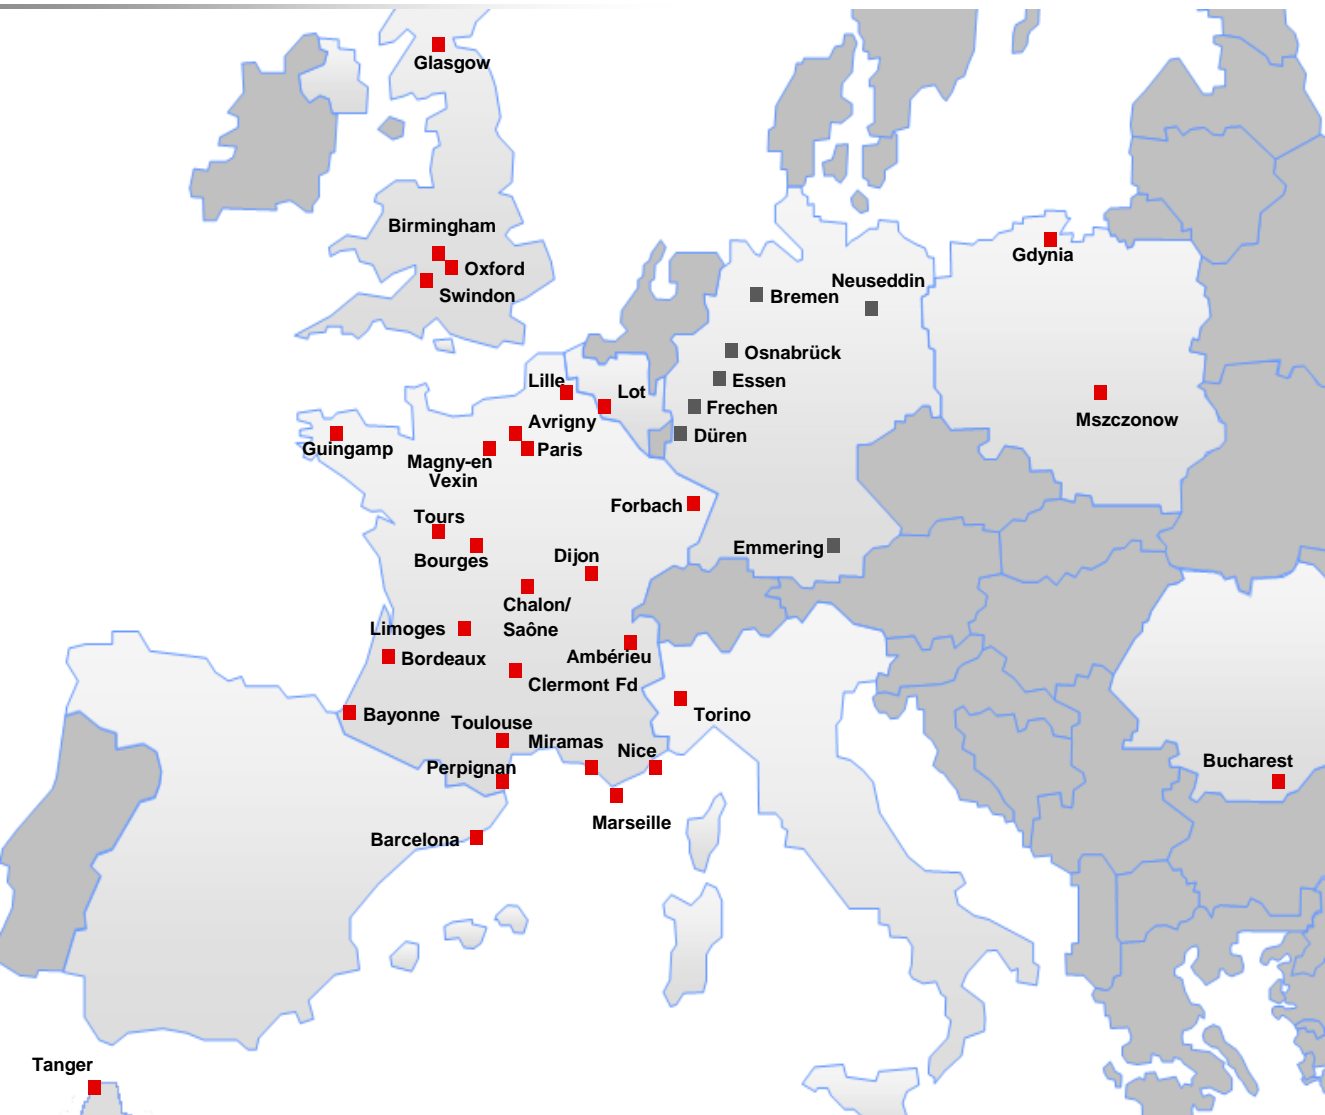 Glasgow
Birmingham
Oxford
Swindon
Gdynia
Neuseddin
Bremen
Osnabrück
Essen
Frechen
Düren
Lille
Lot
Mszczonow
Avrigny
Paris
Guingamp
Magny-en
Vexin
Forbach
Tours
Bourges
Emmering
Dijon
Chalon/
Saône
Limoges
Bordeaux
Ambérieu
Clermont Fd
Bayonne
Torino
Toulouse
Miramas
Nice
Perpignan
Bucharest
Marseille
Barcelona
Tanger